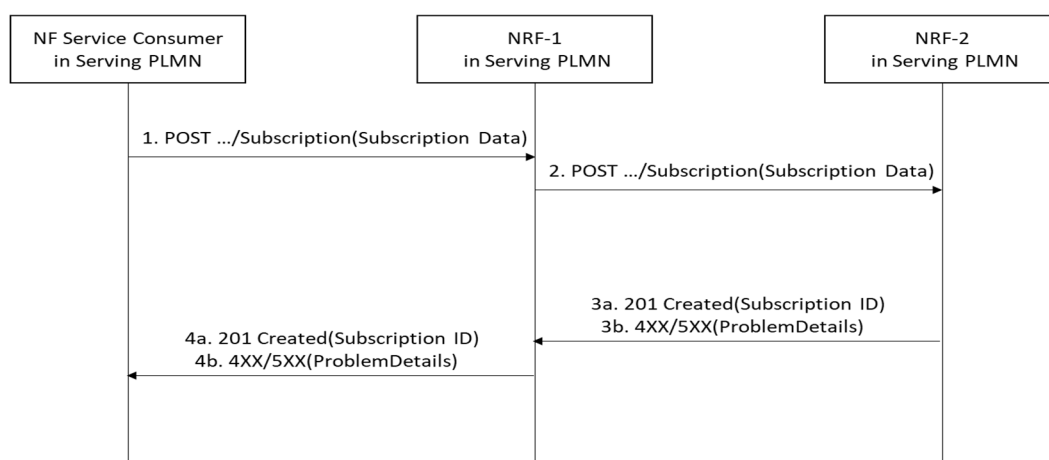 NF Service Consumer
in Serving PLMN
NRF-1
in Serving PLMN
NRF-2
in Serving PLMN
1. POST .../Subscription(Subscription Data)
2. POST .../Subscription(Subscription Data)
3a. 201 Created(Subscription ID)
3b. 4XX/5XX(ProblemDetails)
4a. 201 Created(Subscription ID)
4b. 4XX/5XX(ProblemDetails)